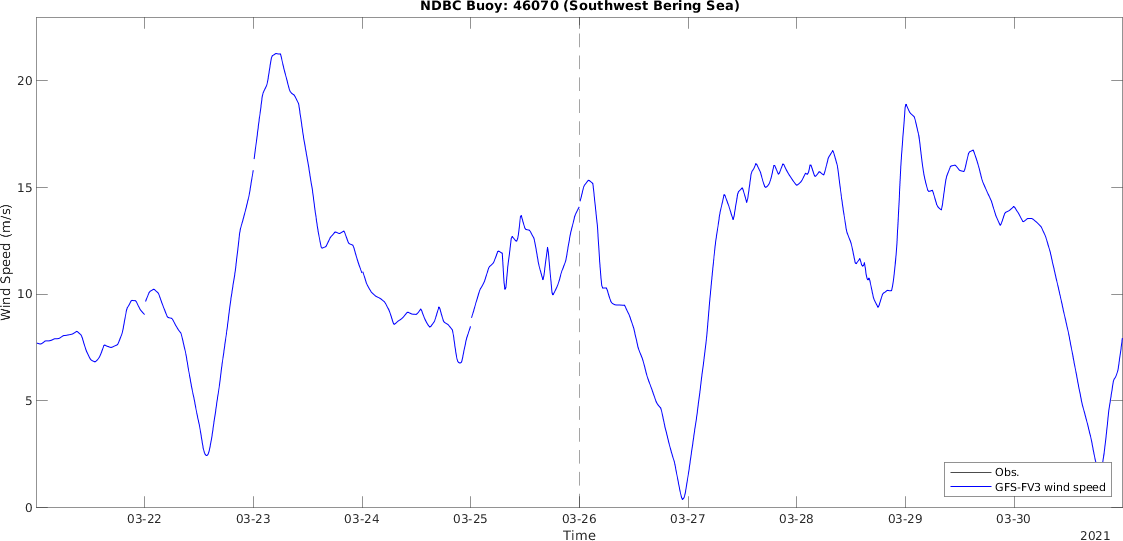 NDBC Buoy: 46070 (Southwest Bering Sea)
20
15
10
5
0
Wind Speed (m/s)
Obs.
GFS-FV3 wind speed
03-22 03-23 03-24 03-25 03-26 03-27 03-28 03-29 03-30
Time
2021